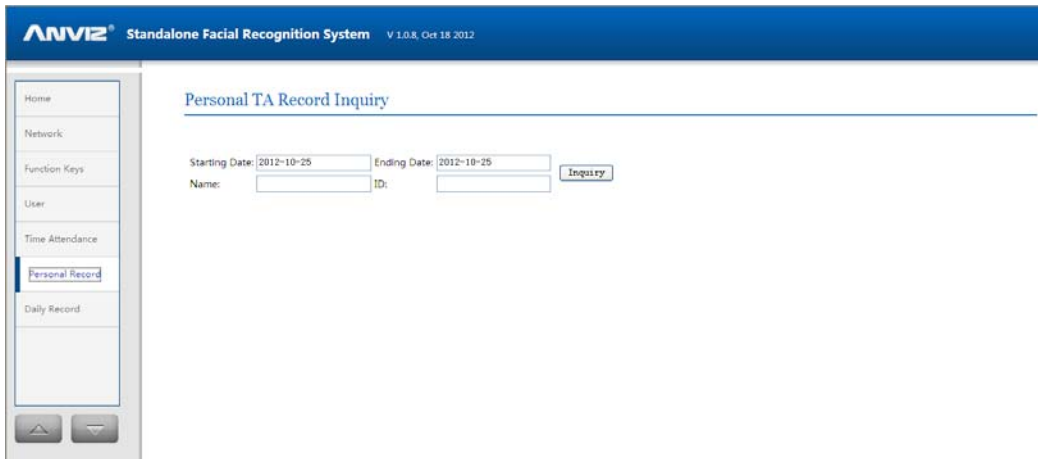 ANVIZ® Standalone Facial Recognition System V 1.0.8, Oct 18 2012
Home
Network
Function Keys
User
Time Attendance
Personal Record
Daily Record
Personal TA Record Inquiry
Starting Date: 2012-10-25 Ending Date: 2012-10-25
Name: ID:
Inquiry